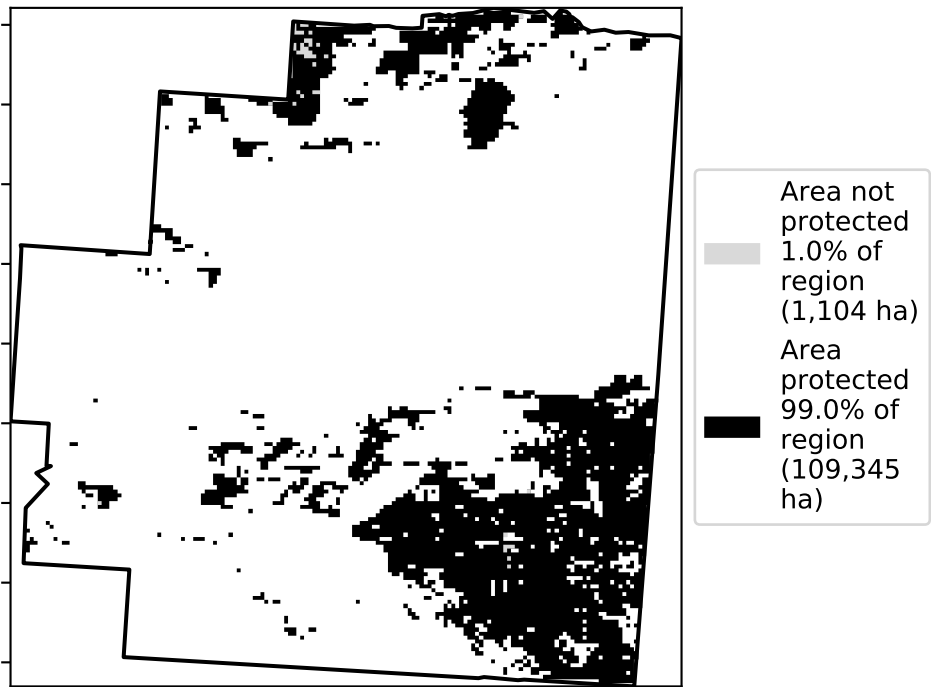 Area not
protected
1.0% of
region
(1,104 ha)
Area
protected
99.0% of
region
(109,345
ha)